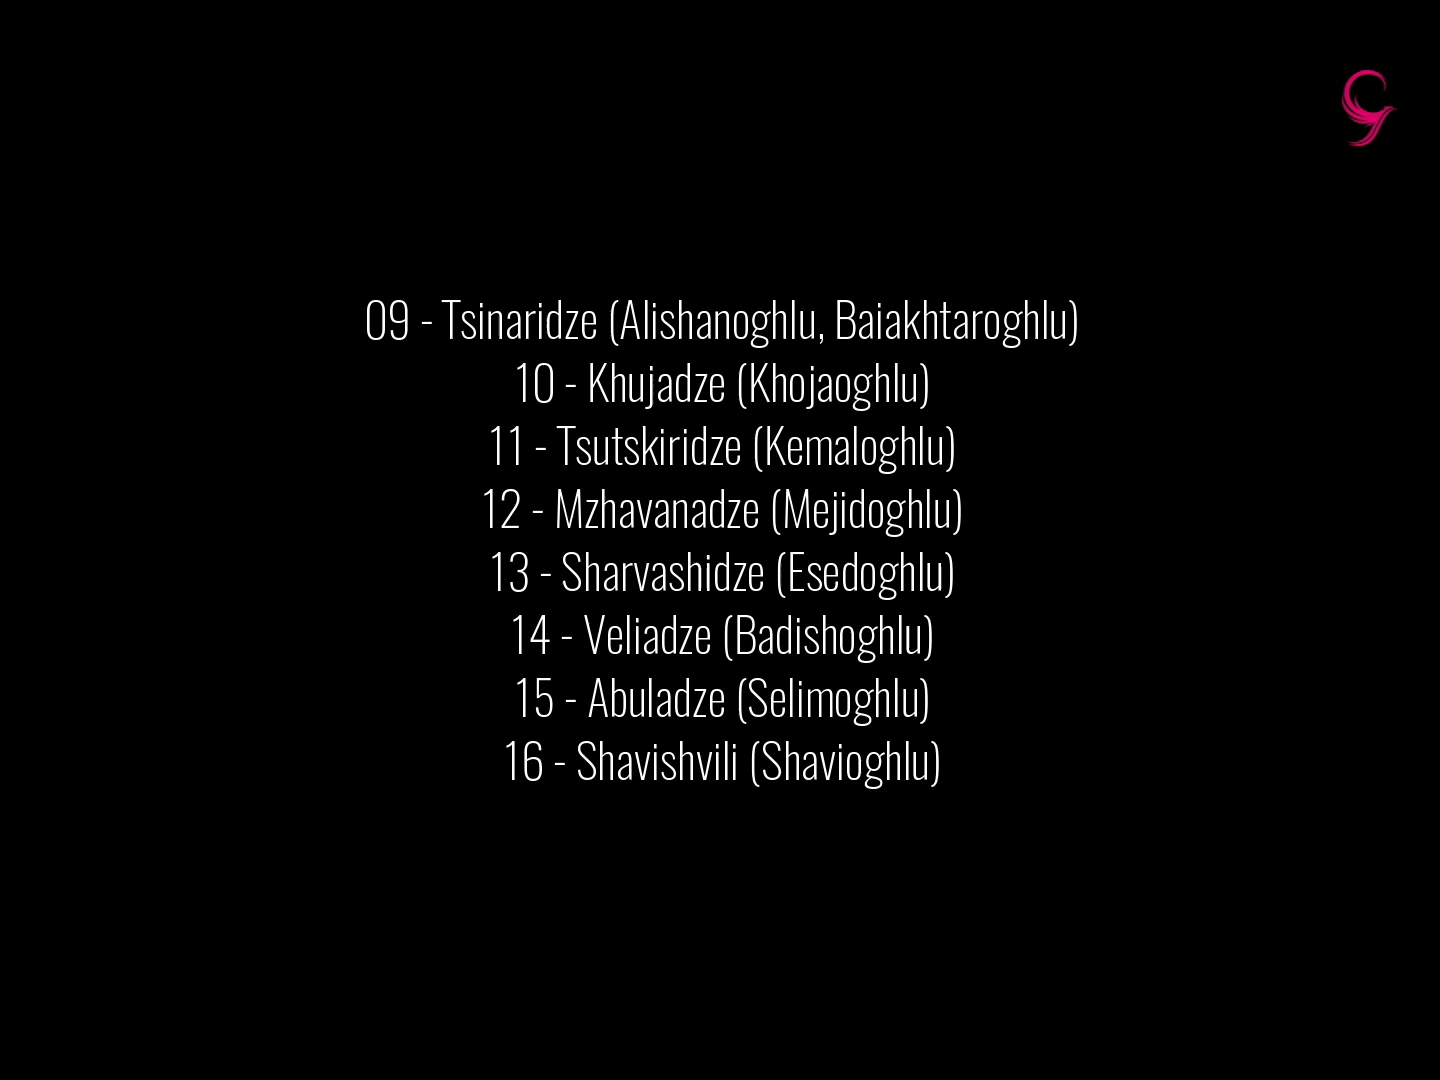 09 - Tsinaridze (Alishanoghlu, Baiakhtaroghlu)
10 - Khujadze (Khojaoghlu)
11 - Tsutskiridze (Kemaloghlu)
12 - Mzhavanadze (Mejidoghlu)
13 - Sharvashidze (Esedoghlu)
14 - Veliadze (Badishoghlu)
15 - Abuladze (Selimoghlu)
16 - Shavishvili (Shavioghlu)